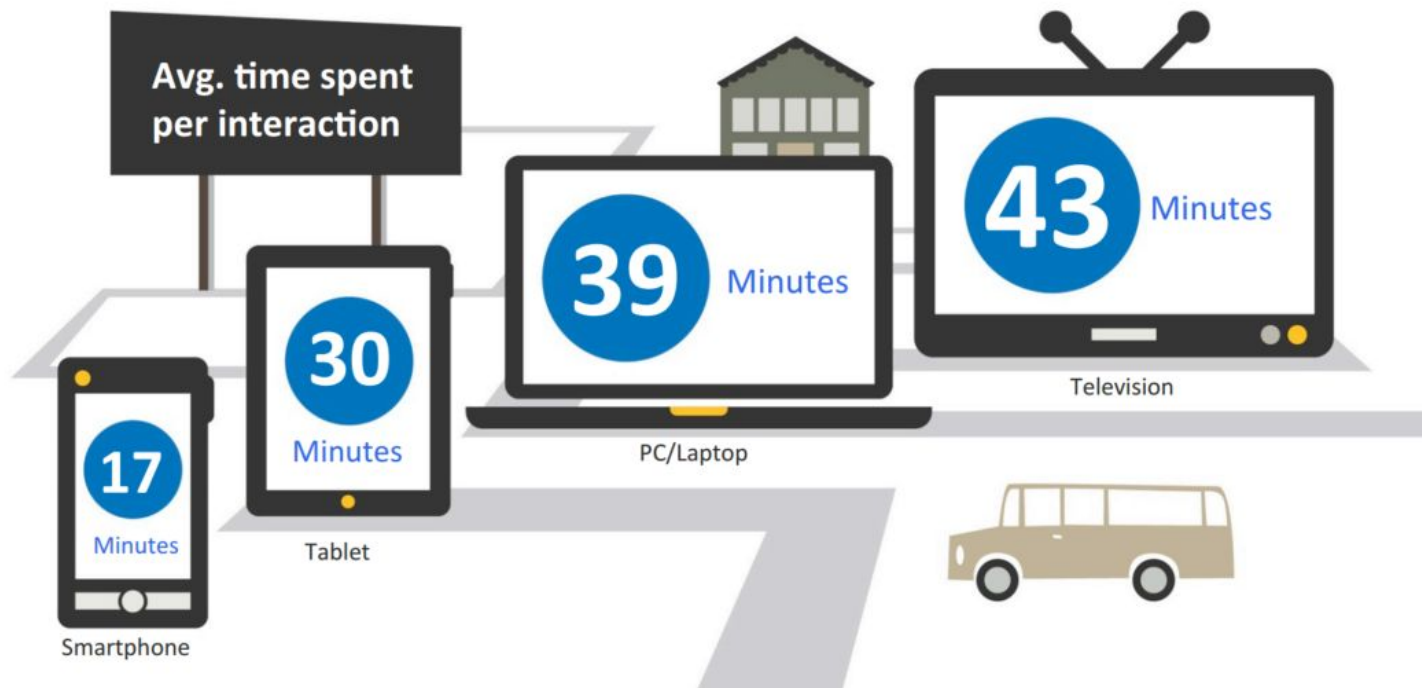 Avg. time spent
per interaction
17
Minutes
Smartphone
30
Minutes
Tablet
39 Minutes
PC/Laptop
43 Minutes
Television